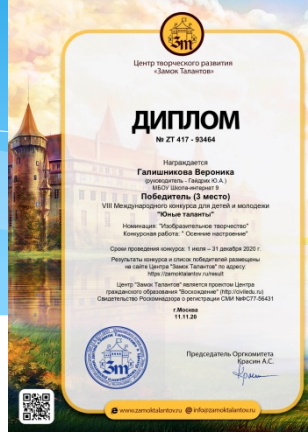 Зт
Центр творческого развития
«Замок Талантов»
ДИПЛОМ
№ ZT 417 - 93464
Награждается
Галишникова Вероника
(руководитель - Гайдрих Ю.А.)
МБОУ Школа-интернат 9
Победитель (3 место)
VIII Международного конкурса для детей и молодежи
"Юные таланты"
Номинация: "Изобразительное творчество"
Конкурсная работа: " Осеннее настроение"
Сроки проведения конкурса: 1 июля – 31 декабря 2020 г.
Результаты конкурса и список победителей размещены
на сайте Центра "Замок Талантов" по адресу:
https://zamoktalantov.ru/result
Центр "Замок Талантов" является проектом Центра
гражданского образования "Восхождение" (http://civiledu.ru)
Свидетельство Роскомнадзора о регистрации СМИ №ФС77-56431
г.Москва
11.11.20
Председатель Оргкомитета
Красин А.С.
Зт
www.zamoktalantov.ru
info@zamoktalantov.ru